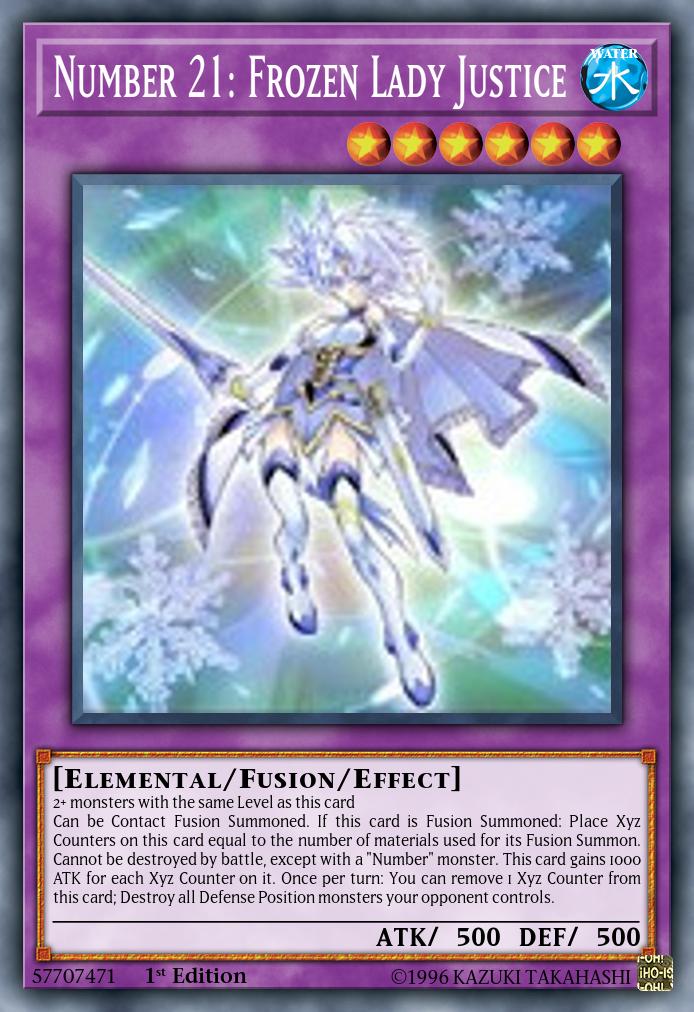 Number 21: Frozen Lady Justice
WATER
水
[Elemental/Fusion/Effect]
2+ monsters with the same Level as this card
Can be Contact Fusion Summoned. If this card is Fusion Summoned: Place Xyz
Counters on this card equal to the number of materials used for its Fusion Summon.
Cannot be destroyed by battle, except with a "Number" monster. This card gains 1000
ATK for each Xyz Counter on it. Once per turn: You can remove 1 Xyz Counter from
this card; Destroy all Defense Position monsters your opponent controls.
ATK/ 500 DEF/ 500
57707471 1st Edition ©1996 KAZUKI TAKAHASHI